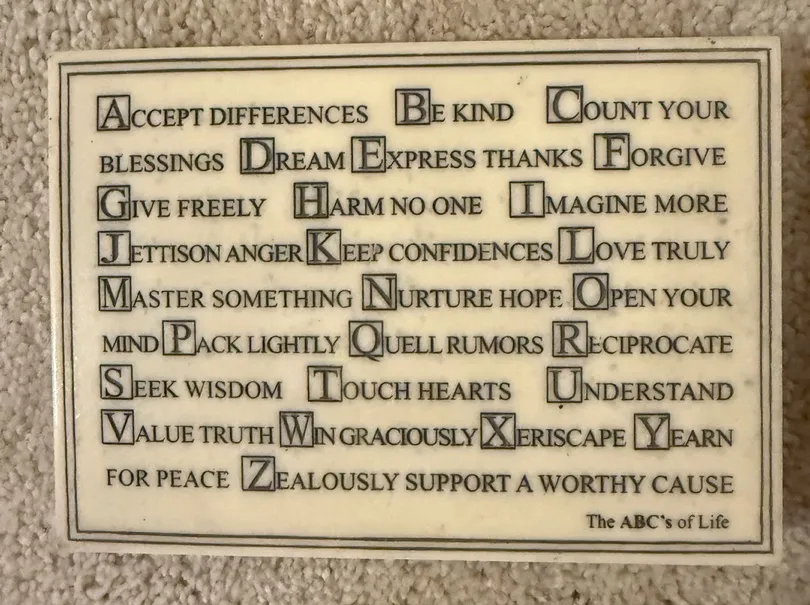 ACCEPT DIFFERENCES BE KIND COUNT YOUR
BLESSINGS DREAM EXPRESS THANKS FORGIVE
GIVE FREELY HARM NO ONE IMAGINE MORE
JETTISON ANGER KEEP CONFIDENCES LOVE TRULY
MASTER SOMETHING NURTURE HOPE OPEN YOUR
MIND PACK LIGHTLY QUELL RUMORS RECIPROCATE
SEEK WISDOM TOUCH HEARTS UNDERSTAND
VALUE TRUTH WIN GRACIOUSLY XERISCAPE YEARN
FOR PEACE ZEALOUSLY SUPPORT A WORTHY CAUSE
The ABC's of Life